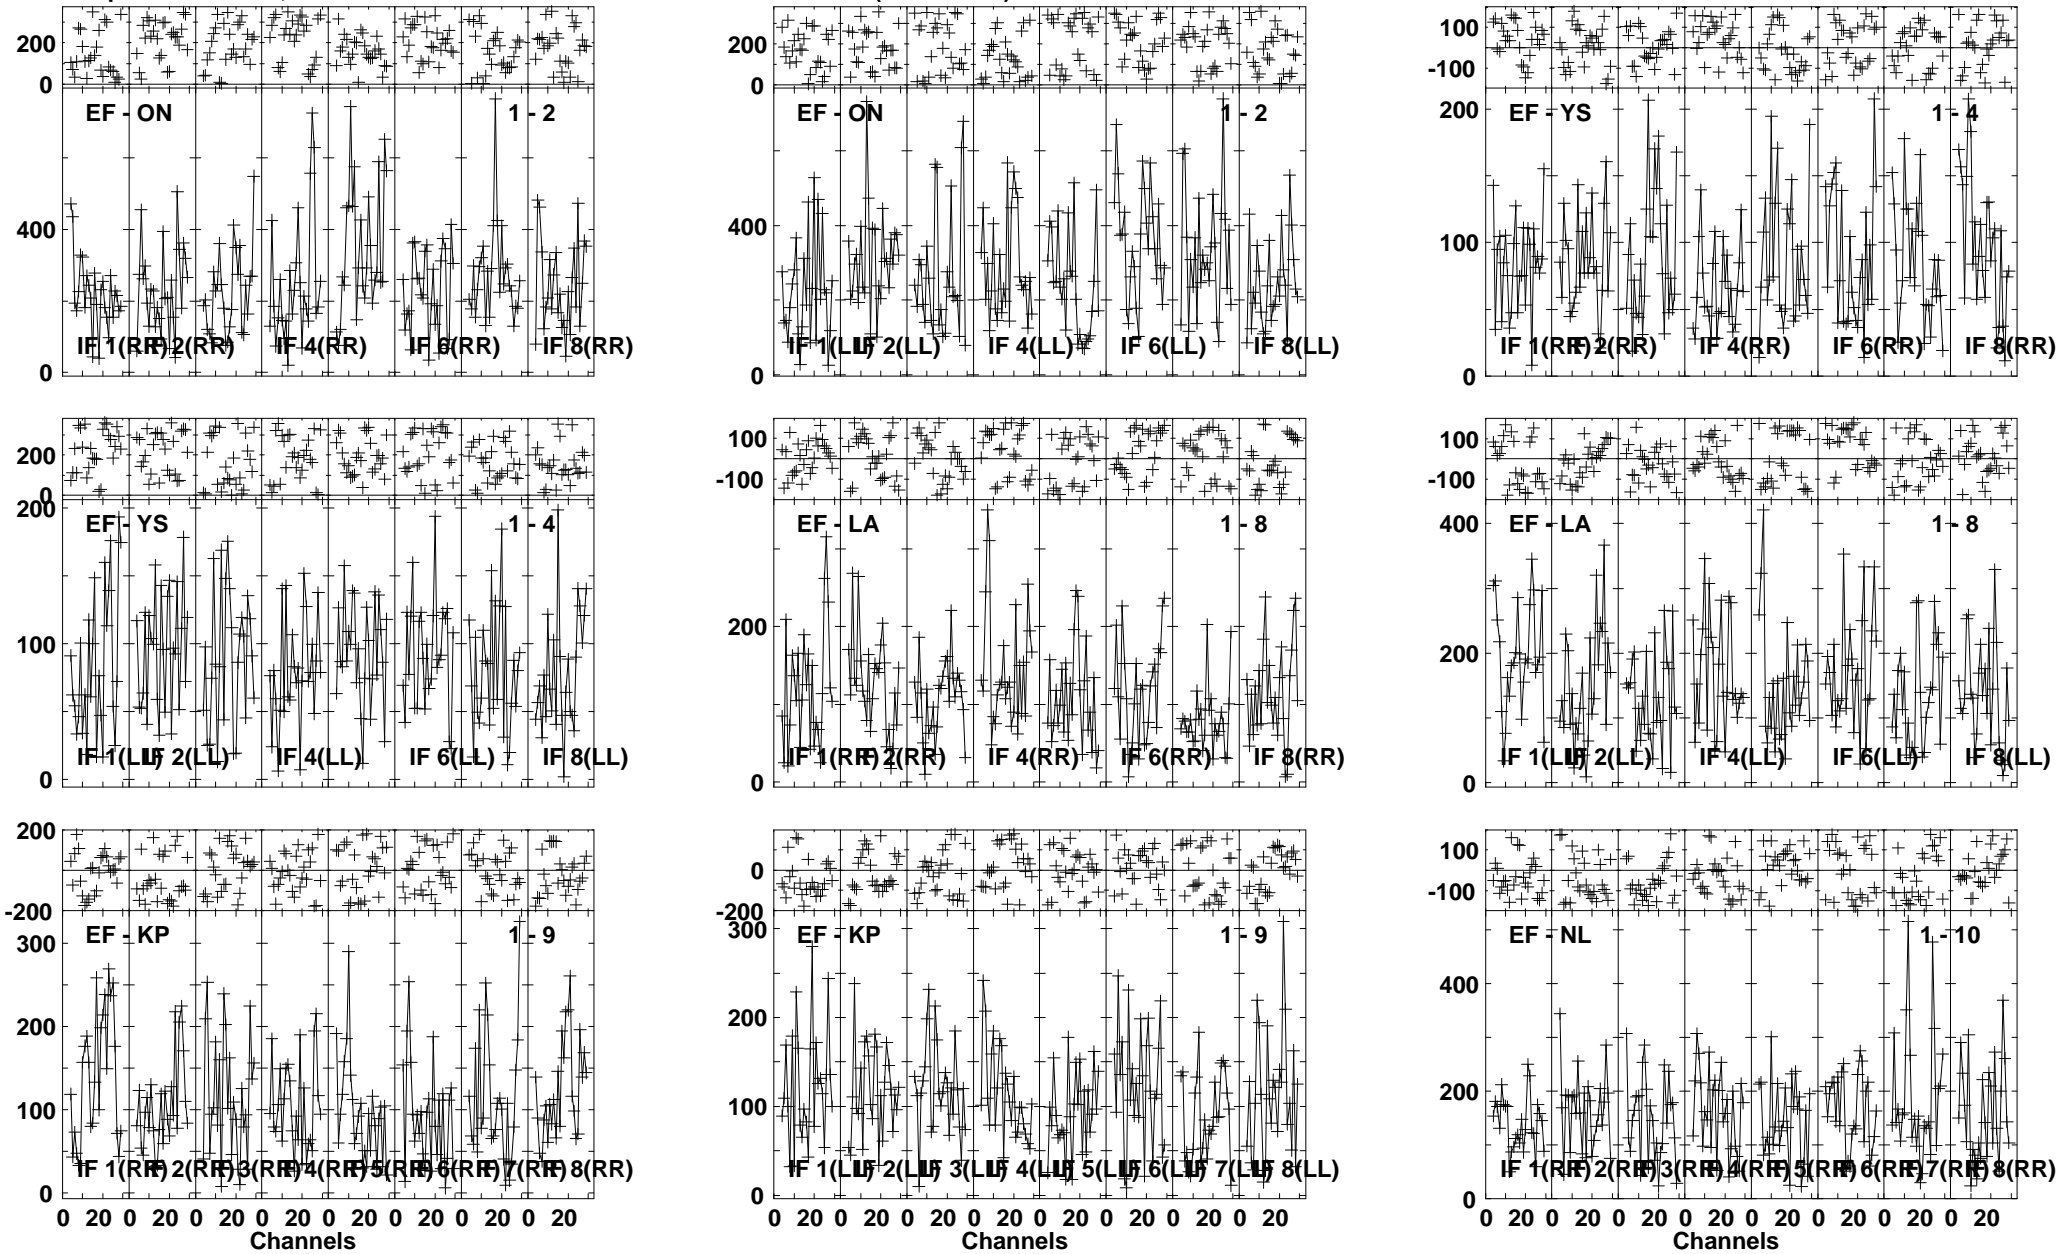 200
0
EF - ON
1 - 2
400
200
0
IF 1(RR)
IF 2(RR)
IF 4(RR)
IF 6(RR)
IF 8(RR)
200
0
EF - ON
1 - 2
400
200
0
IF 1(LL)
IF 2(LL)
IF 4(LL)
IF 6(LL)
IF 8(LL)
100
-100
EF - YS
1 - 4
200
100
0
IF 1(RR)
IF 2(RR)
IF 4(RR)
IF 6(RR)
IF 8(RR)
200
0
EF - YS
1 - 4
200
100
0
IF 1(LL)
IF 2(LL)
IF 4(LL)
IF 6(LL)
IF 8(LL)
100
-100
EF - LA
1 - 8
200
0
IF 1(RR)
IF 2(RR)
IF 4(RR)
IF 6(RR)
IF 8(RR)
100
-100
EF - LA
1 - 8
400
200
0
IF 1(LL)
IF 2(LL)
IF 4(LL)
IF 6(LL)
IF 8(LL)
200
0
-200
EF - KP
1 - 9
300
200
100
0
IF 1(RR)
IF 2(RR)
IF 3(RR)
IF 4(RR)
IF 5(RR)
IF 6(RR)
IF 7(RR)
IF 8(RR)
0 20 0 20 0 20 0 20 0 20 0 20 0 20 0 20
Channels
200
0
-200
EF - KP
1 - 9
300
200
100
0
IF 1(LL)
IF 2(LL)
IF 3(LL)
IF 4(LL)
IF 5(LL)
IF 6(LL)
IF 7(LL)
IF 8(LL)
0 20 0 20 0 20 0 20 0 20 0 20 0 20 0 20
Channels
100
-100
EF - NL
1 - 10
400
200
0
IF 1(RR)
IF 2(RR)
IF 3(RR)
IF 4(RR)
IF 5(RR)
IF 6(RR)
IF 7(RR)
IF 8(RR)
0 20 0 20 0 20 0 20 0 20 0 20 0 20 0 20
Channels